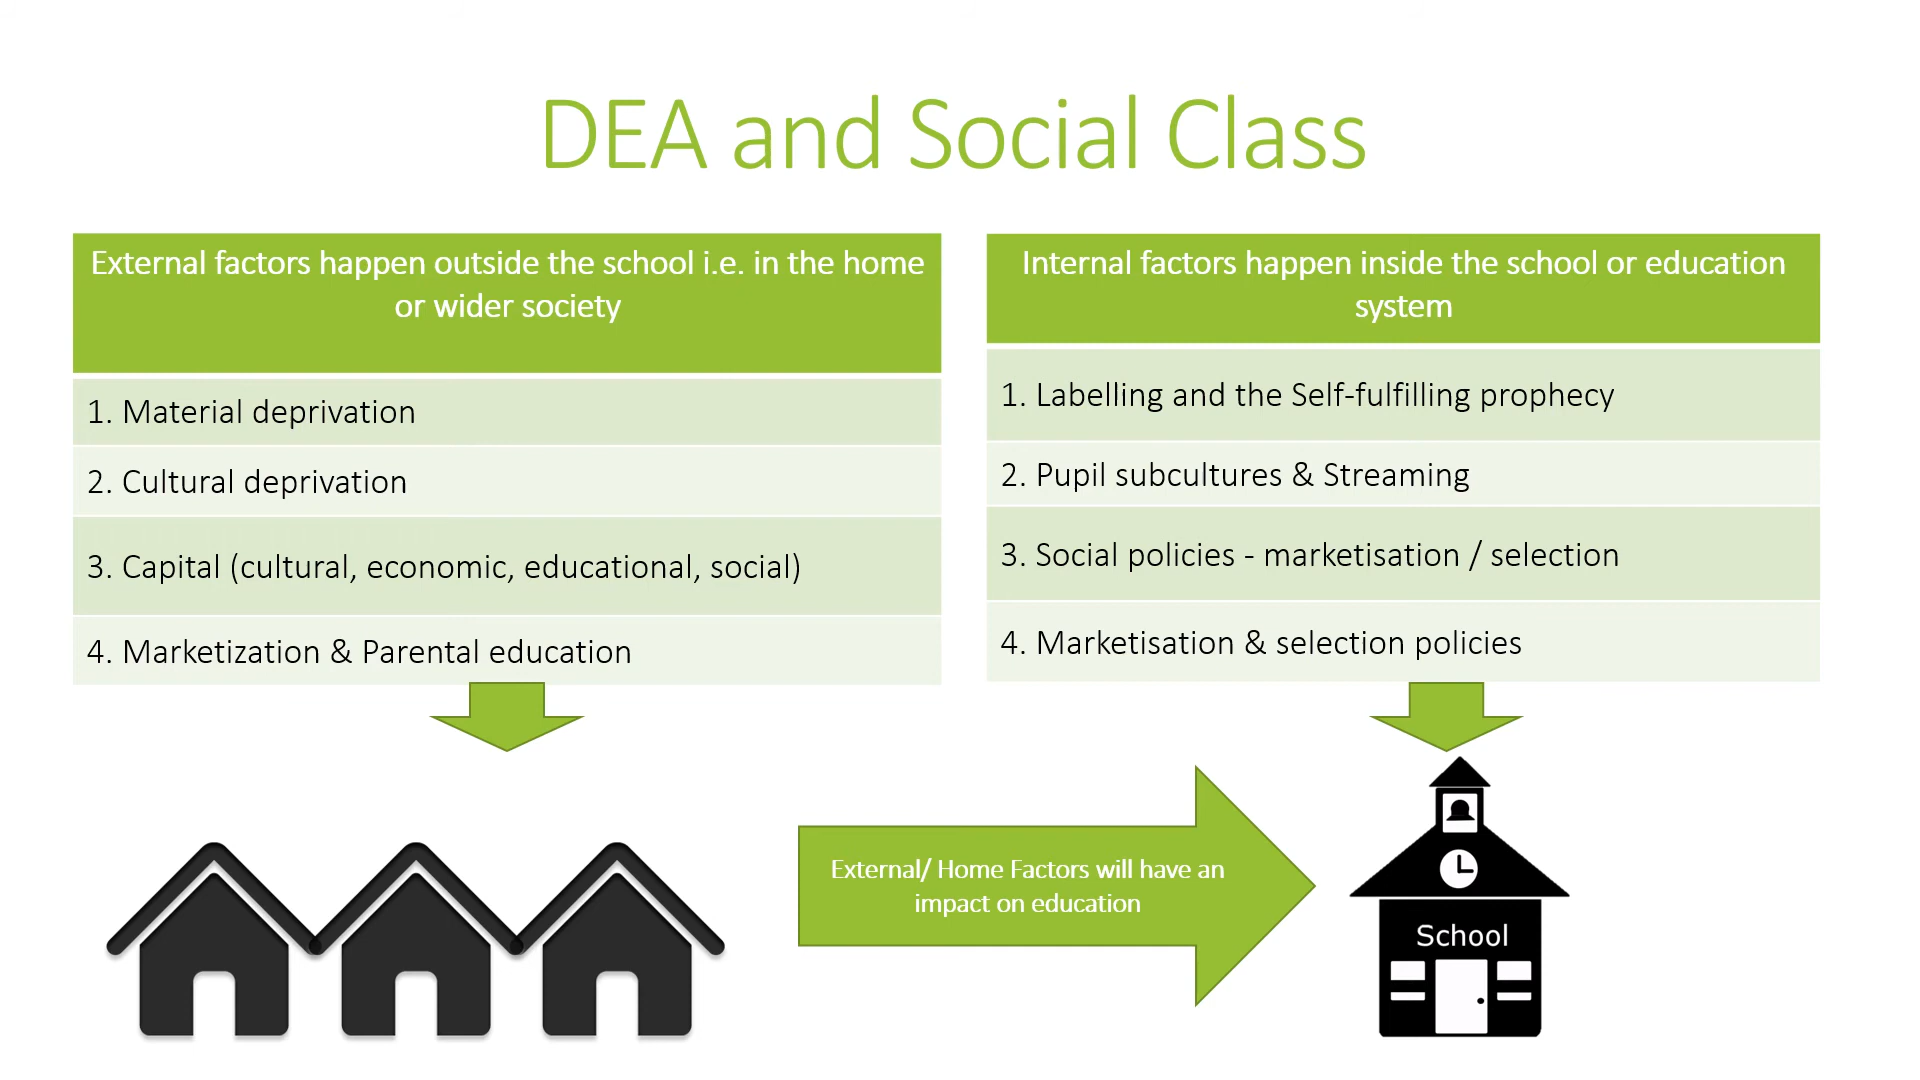 DEA and Social Class
External factors happen outside the school i.e. in the home
or wider society
1. Material deprivation
2. Cultural deprivation
3. Capital (cultural, economic, educational, social)
4. Marketization & Parental education
Internal factors happen inside the school or education
system
1. Labelling and the Self-fulfilling prophecy
2. Pupil subcultures & Streaming
3. Social policies - marketisation / selection
4. Marketisation & selection policies
External/ Home Factors will have an
impact on education
School